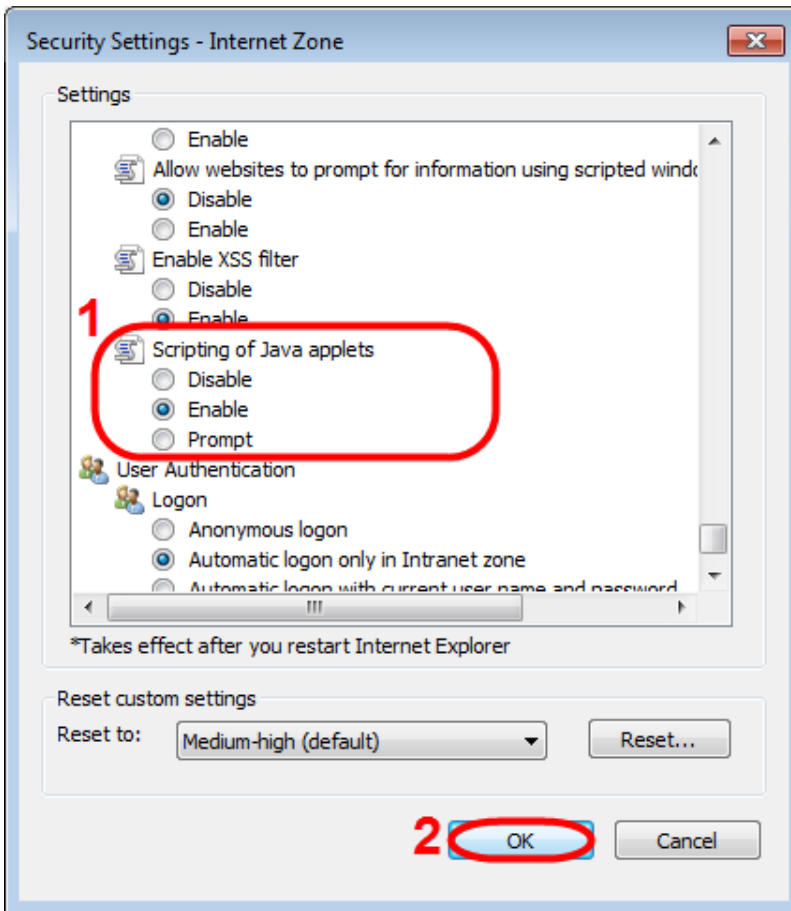 Security Settings - Internet Zone
Settings
Enable
Allow websites to prompt for information using scripted windo
Disable
Enable
Enable XSS filter
Disable
1
Enable
Scripting of Java applets
Disable
Enable
Prompt
User Authentication
Logon
Anonymous logon
Automatic logon only in Intranet zone
Automatic logon with current user name and password
*Takes effect after you restart Internet Explorer
Reset custom settings
Reset to: Medium-high (default) Reset...
2 OK Cancel